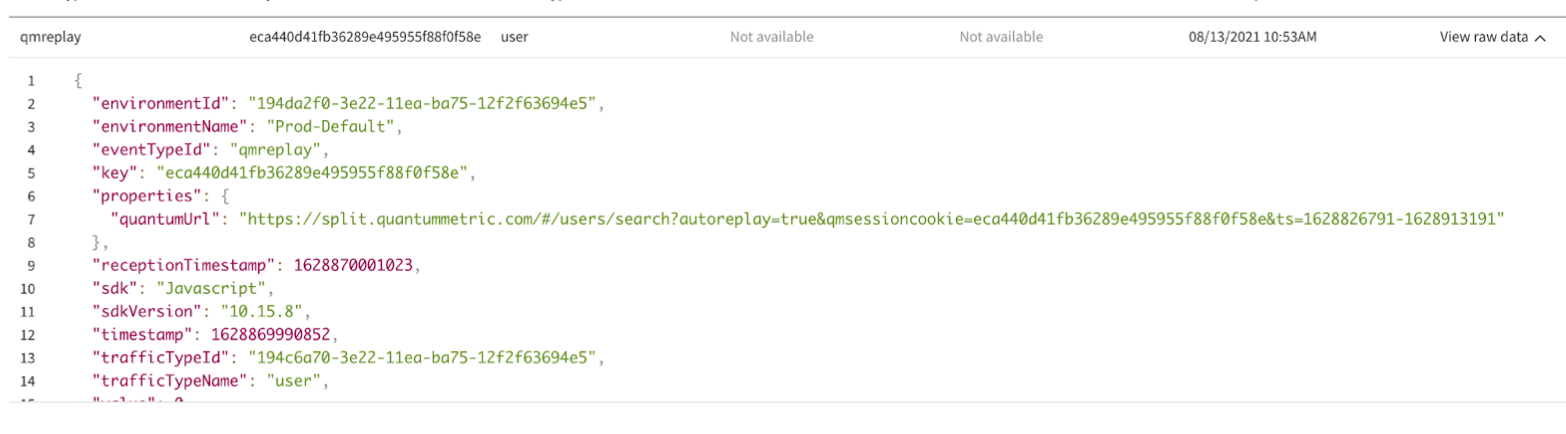 qmreplay eca440d41fb36289e495955f88f0f58e user Not available Not available 08/13/2021 10:53AM View raw data
1 {
2 "environmentId": "194da2f0-3e22-11ea-ba75-12f2f63694e5",
3 "environmentName": "Prod-Default",
4 "eventTypeId": "qmreplay",
5 "key": "eca440d41fb36289e495955f88f0f58e",
6 "properties": {
7 "quantumUrl": "https://split.quantummetric.com/#/users/search?autoreplay=true&qmsessioncookie=eca440d41fb36289e495955f88f0f58e&ts=1628826791-1628913191"
8 },
9 "receptionTimestamp": 1628870001023,
10 "sdk": "Javascript",
11 "sdkVersion": "10.15.8",
12 "timestamp": 1628869990852,
13 "trafficTypeId": "194c6a70-3e22-11ea-ba75-12f2f63694e5",
14 "trafficTypeName": "user",